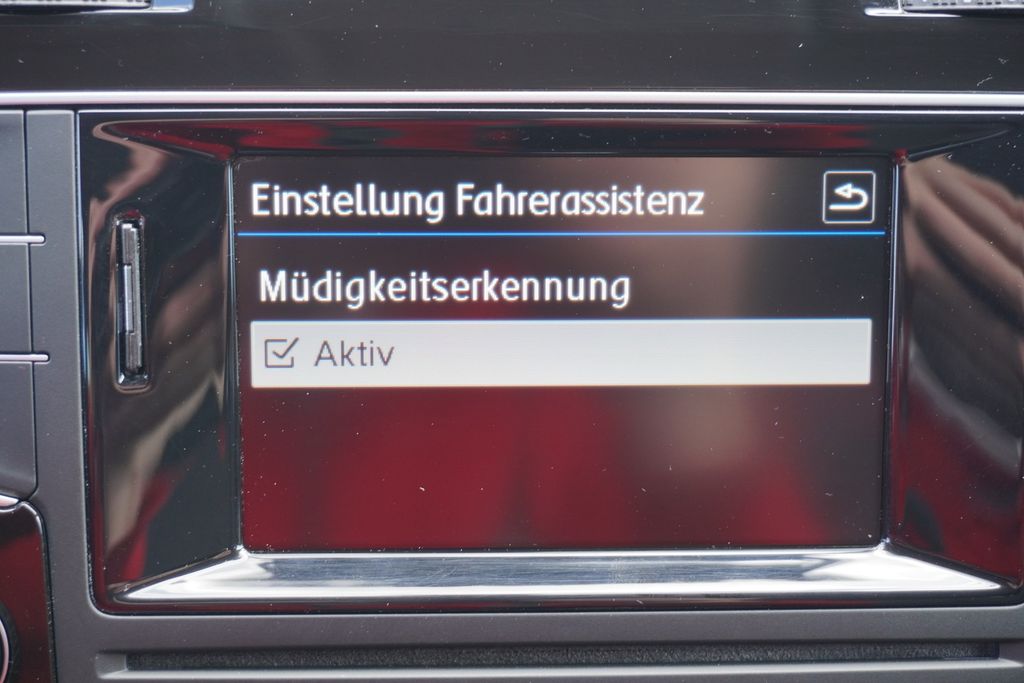 Einstellung Fahrerassistenz
Müdigkeitserkennung
Aktiv